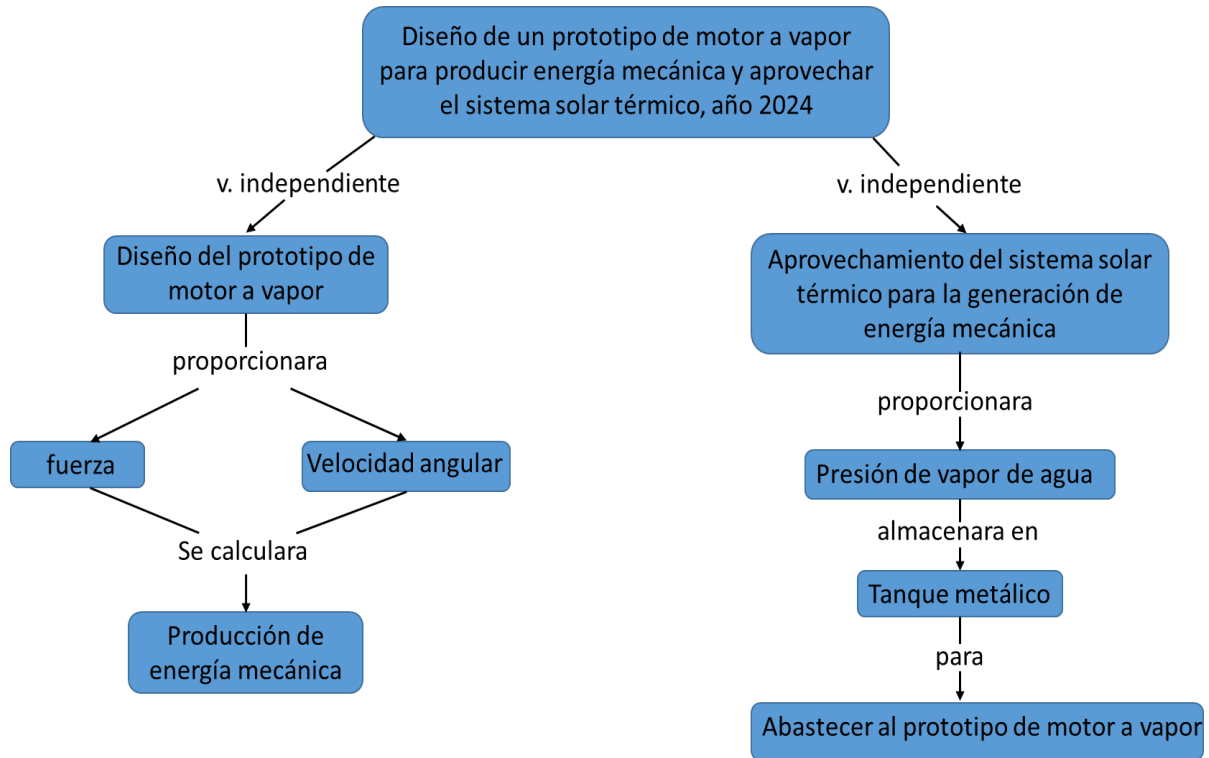 Diseño de un prototipo de motor a vapor
para producir energía mecánica y aprovechar
el sistema solar térmico, año 2024
v. independiente
v. independiente
Diseño del prototipo de
motor a vapor
Aprovechamiento del sistema solar
térmico para la generación de
energía mecánica
proporcionara
proporcionara
fuerza
Velocidad angular
Presión de vapor de agua
Se calculara
almacenara en
Tanque metálico
Producción de
energía mecánica
para
Abastecer al prototipo de motor a vapor